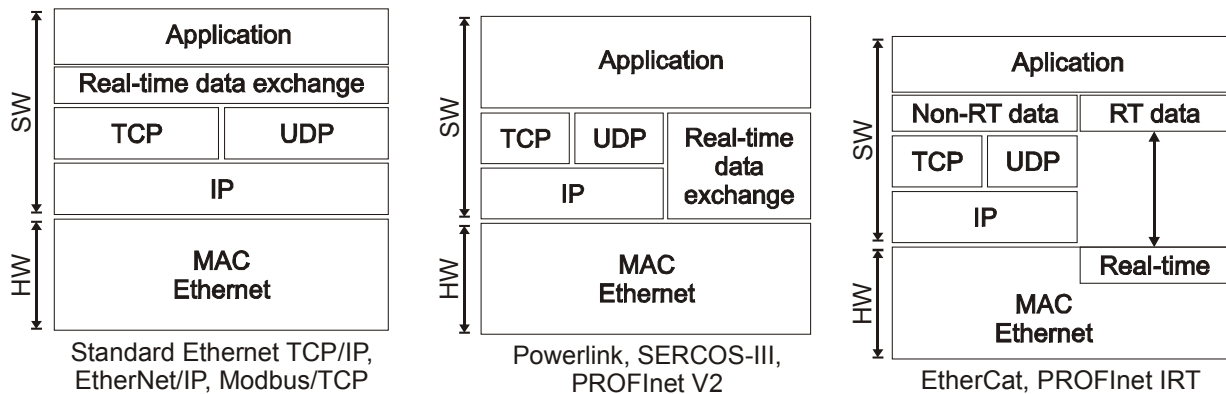 SW
Application
Real-time data exchange
TCP
UDP
IP
HW
MAC
Ethernet
Standard Ethernet TCP/IP,
EtherNet/IP, Modbus/TCP
SW
Application
TCP
UDP
Real-time
data
exchange
IP
HW
MAC
Ethernet
Powerlink, SERCOS-III,
PROFInet V2
SW
Aplication
Non-RT data
RT data
TCP
UDP
IP
HW
Real-time
MAC
Ethernet
EtherCat, PROFInet IRT